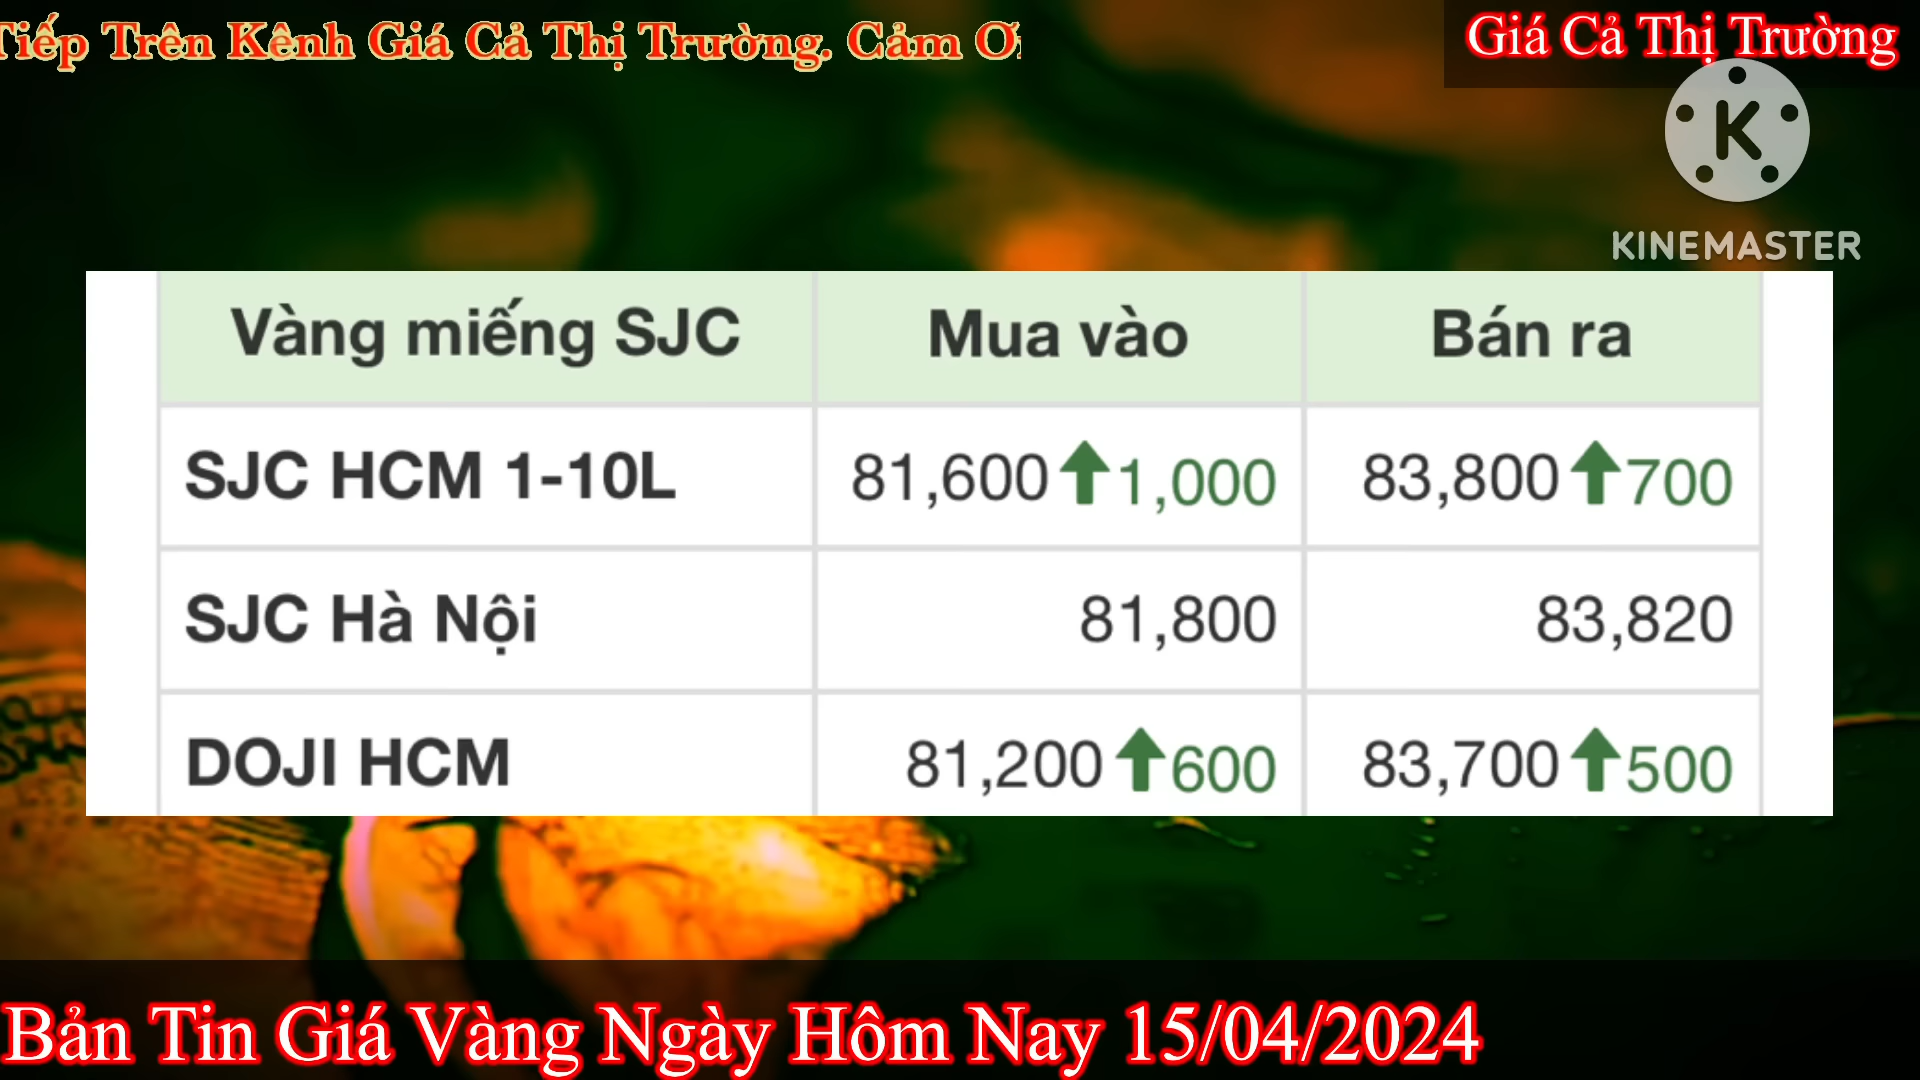 Tiếp Trên Kênh Giá Cả Thị Trường. Cảm Ơ
Giá Cả Thị Trường
K
KINEMASTER
Vàng miếng SJC Mua vào Bán ra
SJC HCM 1-10L 81,600 1,000 83,800 700
SJC Hà Nội 81,800 83,820
DOJI HCM 81,200 600 83,700 500
Bản Tin Giá Vàng Ngày Hôm Nay 15/04/2024